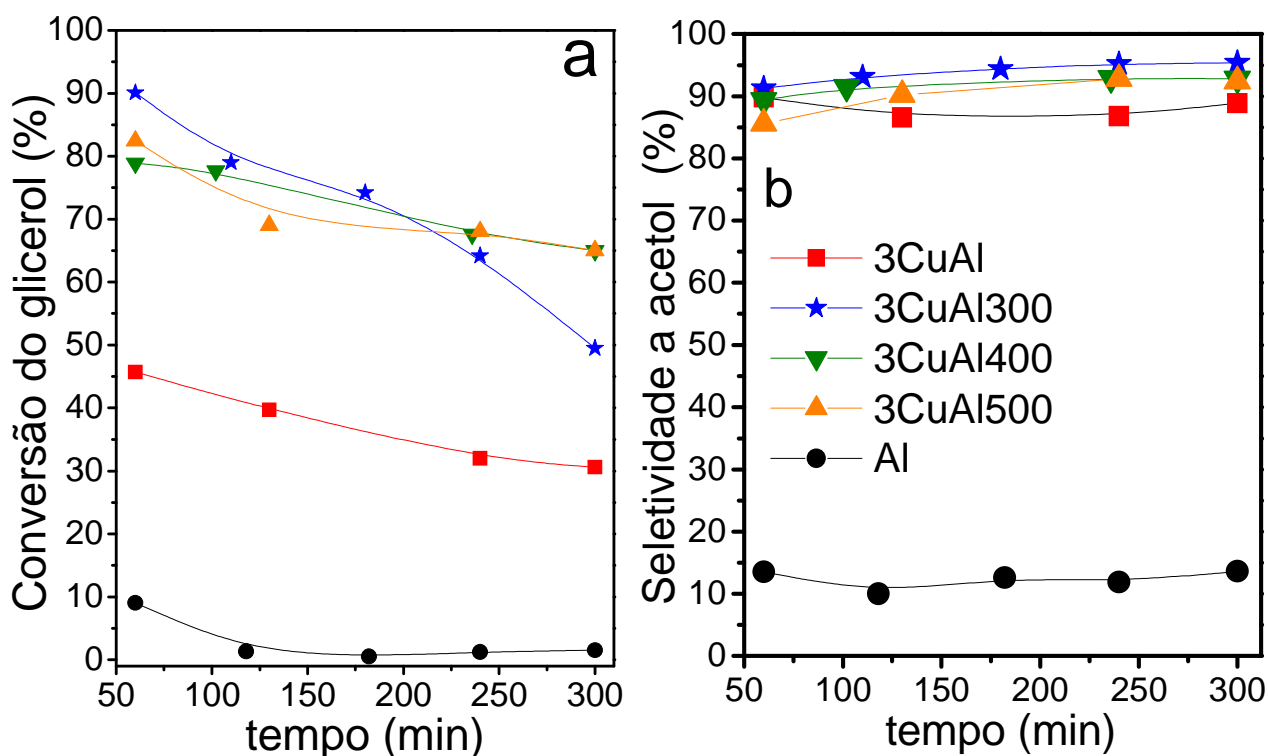 a
Conversão do glicerol (%)
100
90
80
70
60
50
40
30
20
10
0
50 100 150 200 250 300
tempo (min)
b
Seletividade a acetol (%)
100
90
80
70
60
50
40
30
20
10
0
3CuAl
3CuAl300
3CuAl400
3CuAl500
Al
50 100 150 200 250 300
tempo (min)